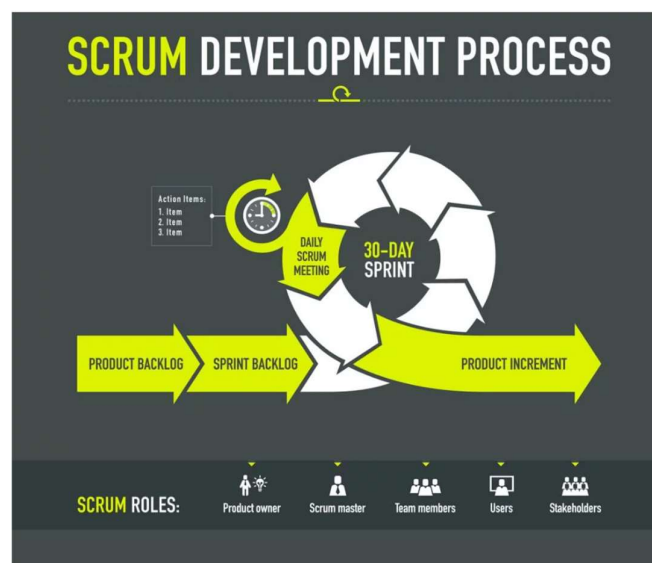 SCRUM DEVELOPMENT PROCESS
Action Items:
1. Item
2. Item
3. Item
DAILY
SCRUM
MEETING
30-DAY
SPRINT
PRODUCT BACKLOG
SPRINT BACKLOG
PRODUCT INCREMENT
SCRUM ROLES:
Product owner
Scrum master
Team members
Users
Stakeholders